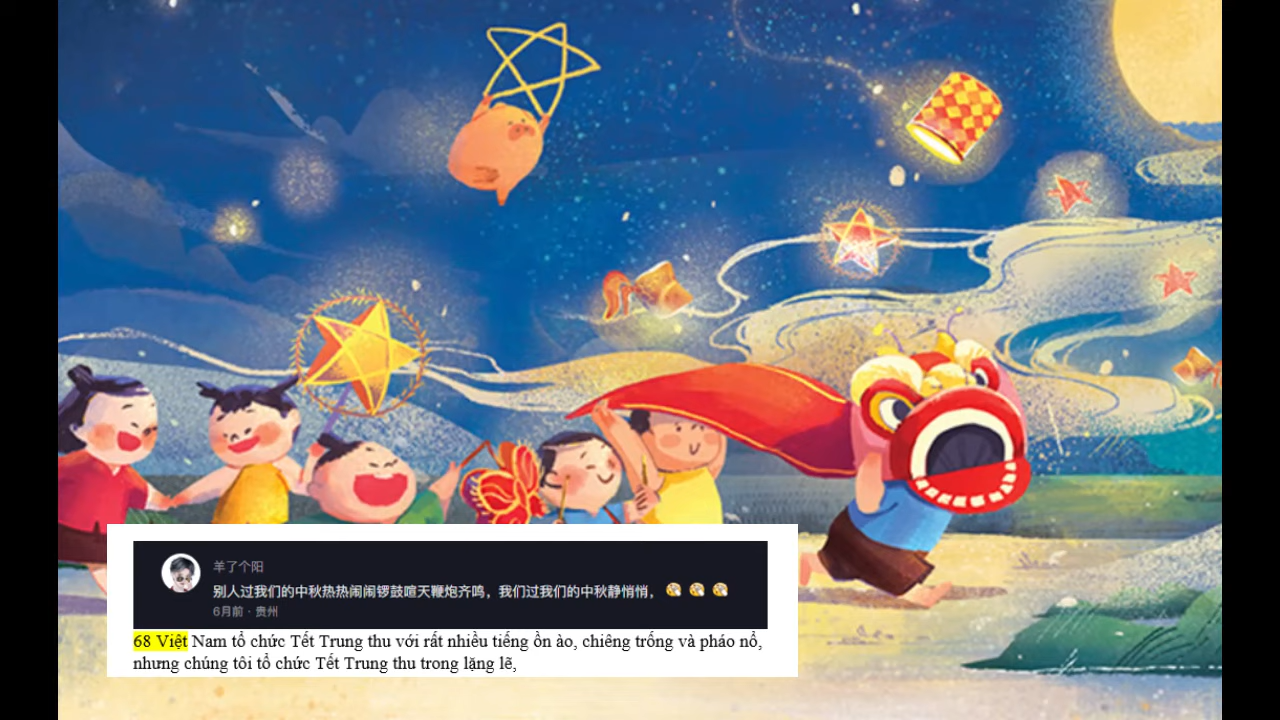 羊了个阳
别人过我们的中秋热热闹闹锣鼓喧天鞭炮齐鸣，我们过我们的中秋静悄悄，
6月前 · 贵州
68 Việt Nam tổ chức Tết Trung thu với rất nhiều tiếng ồn ào, chiêng trống và pháo nổ,
nhưng chúng tôi tổ chức Tết Trung thu trong lặng lẽ,